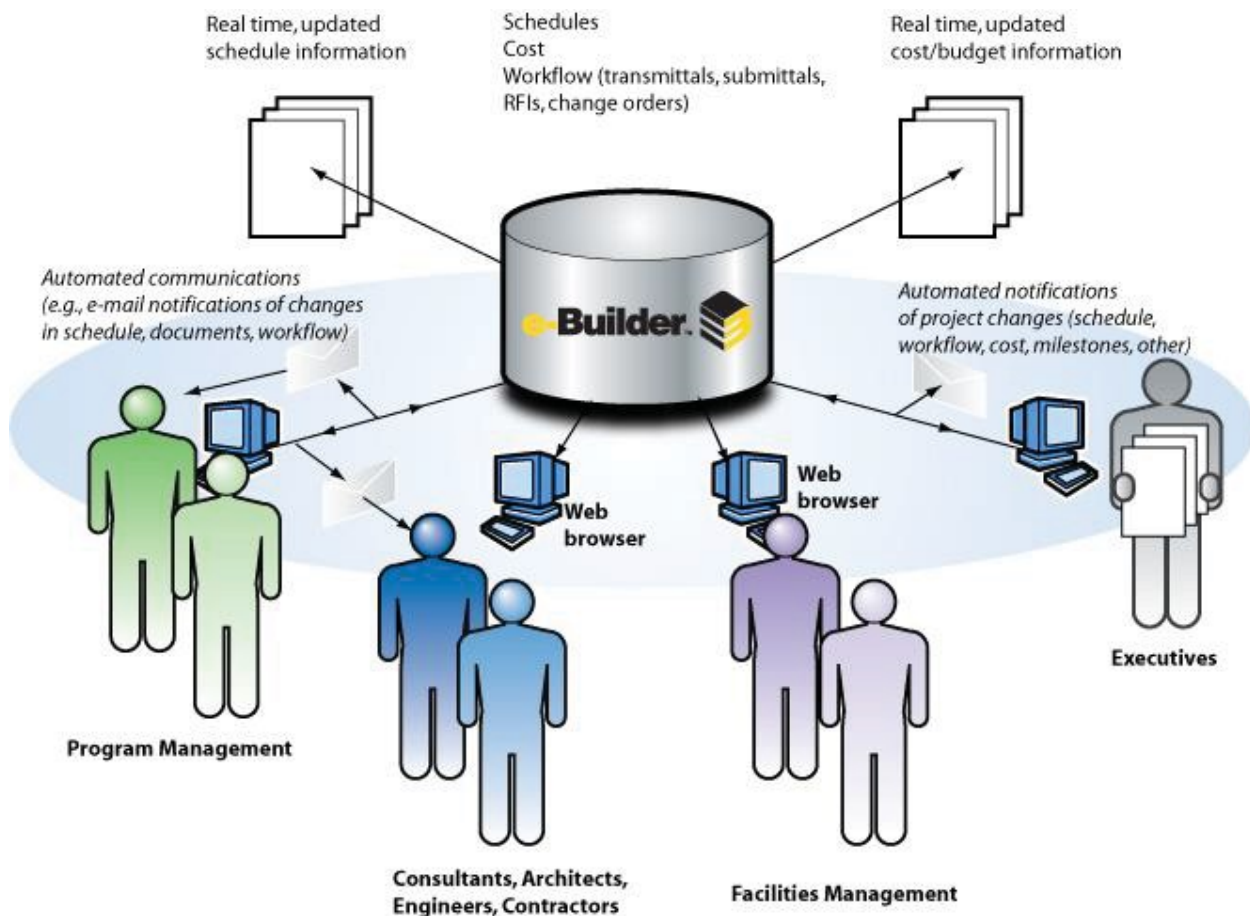 Real time, updated
schedule information
Schedules
Cost
Workflow (transmittals, submittals,
RFIs, change orders)
Real time, updated
cost/budget information
Automated communications
(e.g., e-mail notifications of changes
in schedule, documents, workflow)
e-Builder™
Automated notifications
of project changes (schedule,
workflow, cost, milestones, other)
Web
browser
Web
browser
Executives
Program Management
Consultants, Architects,
Engineers, Contractors
Facilities Management